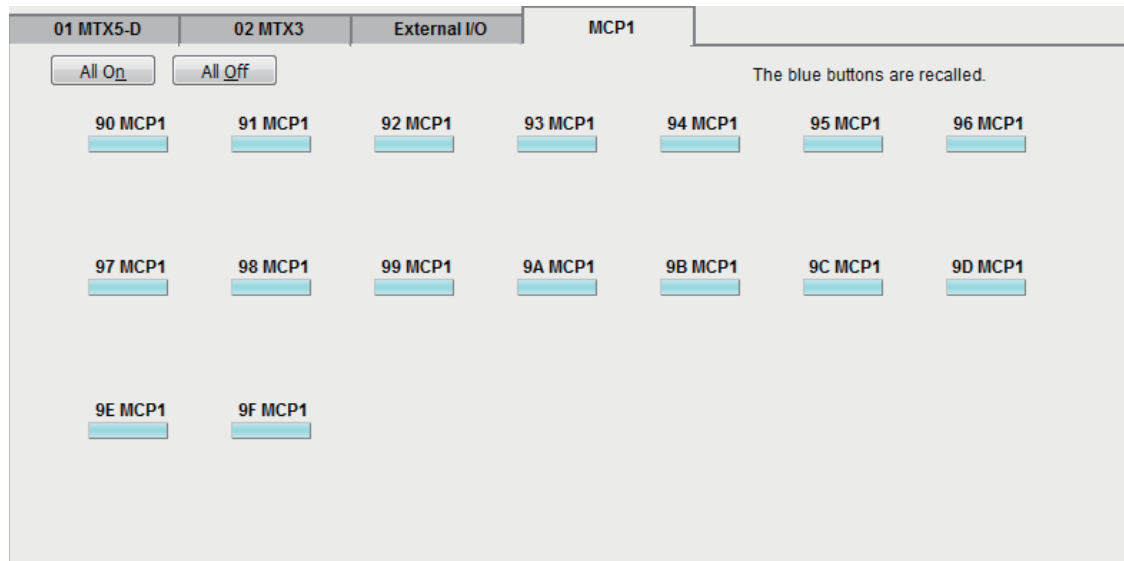 01 MTX5-D 02 MTX3 External I/O MCP1
All On All Off The blue buttons are recalled.
90 MCP1 91 MCP1 92 MCP1 93 MCP1 94 MCP1 95 MCP1 96 MCP1
97 MCP1 98 MCP1 99 MCP1 9A MCP1 9B MCP1 9C MCP1 9D MCP1
9E MCP1 9F MCP1